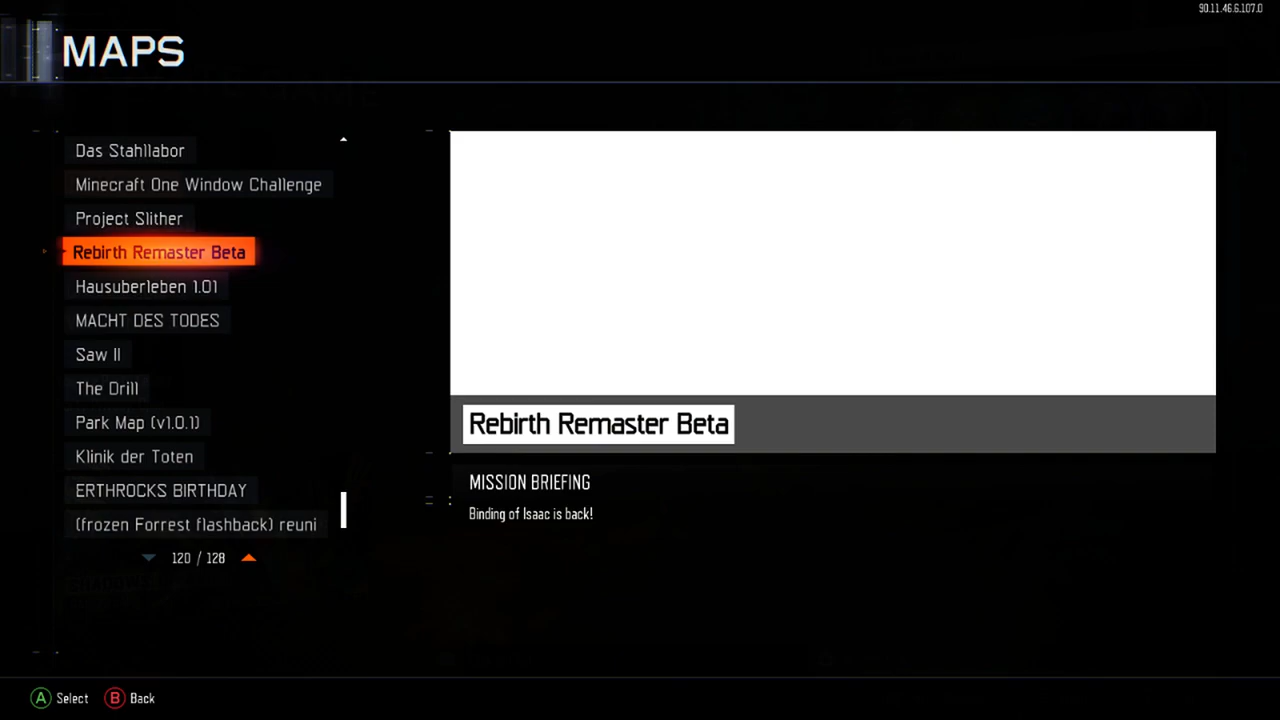 90.11.46.6.107.0
MAPS
Das Stahllabor
Minecraft One Window Challenge
Project Slither
Rebirth Remaster Beta
Hausuberleben 1.01
MACHT DES TODES
Saw II
The Drill
Park Map (v1.0.1)
Klinik der Toten
ERTHROCKS BIRTHDAY
(frozen Forrest flashback) reuni
120 / 128
Rebirth Remaster Beta
MISSION BRIEFING
Binding of Isaac is back!
A Select B Back